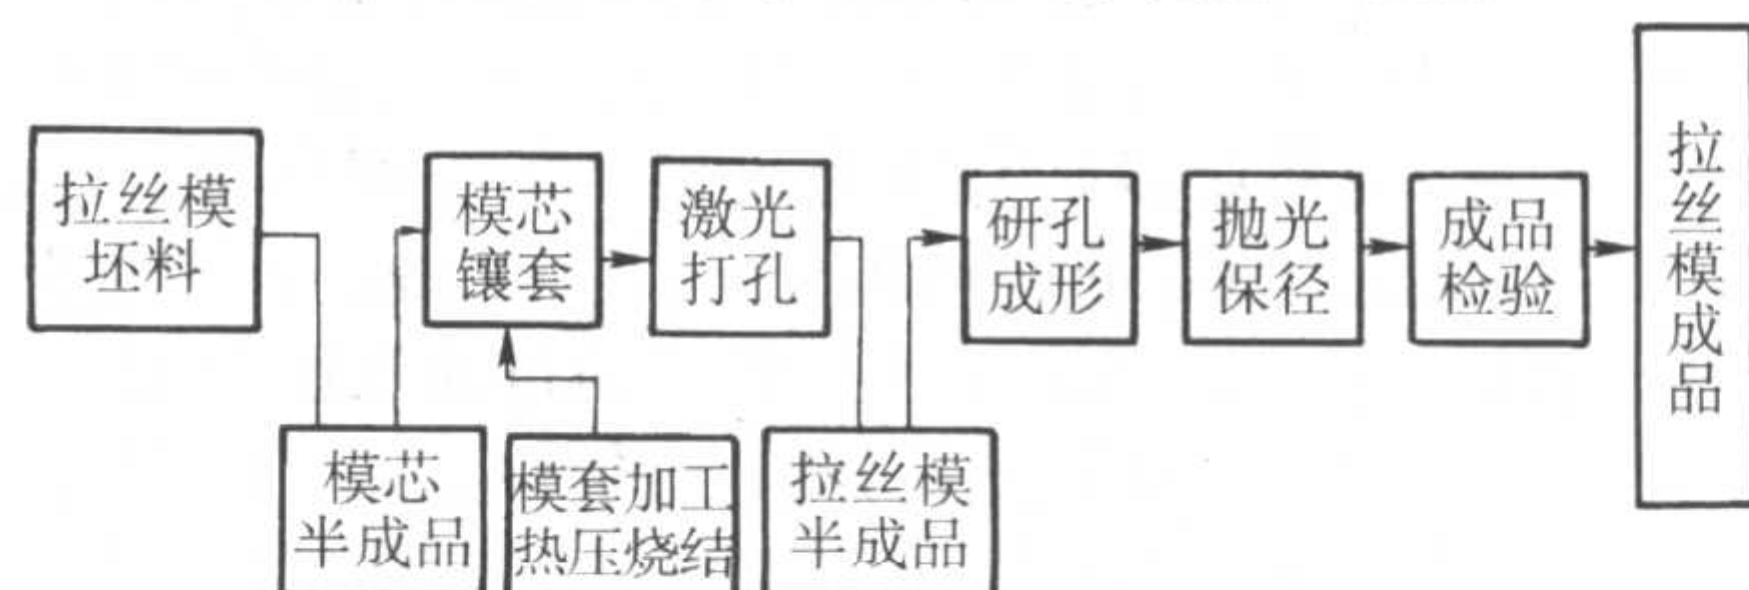 拉丝模
坯料
模芯
镶套
激光
打孔
研孔
成形
抛光
保径
成品
检验
拉丝模成品
模芯
半成品
模套加工
热压烧结
拉丝模
半成品